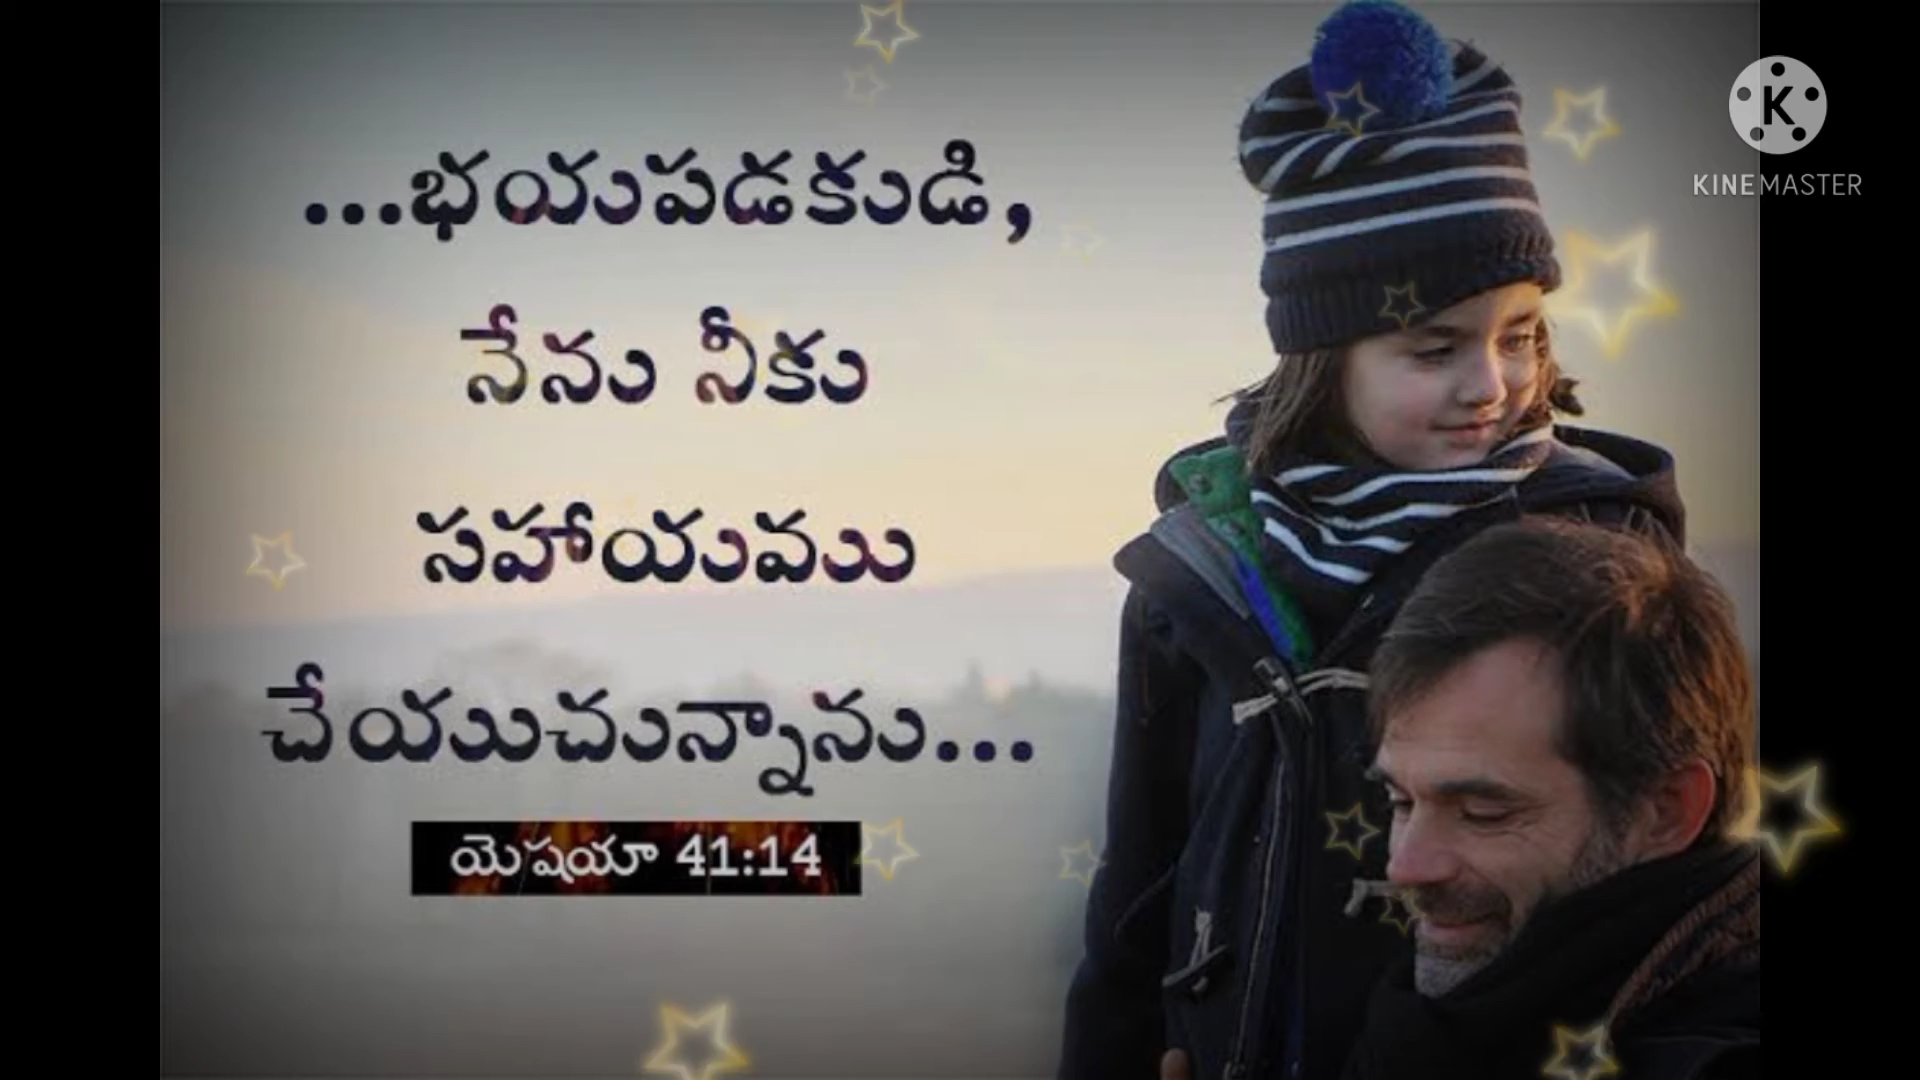 ...భయపడకుడి,
నేను నీకు
సహాయము
చేయుచున్నాను...
యెషయా 41:14
K
KINEMASTER